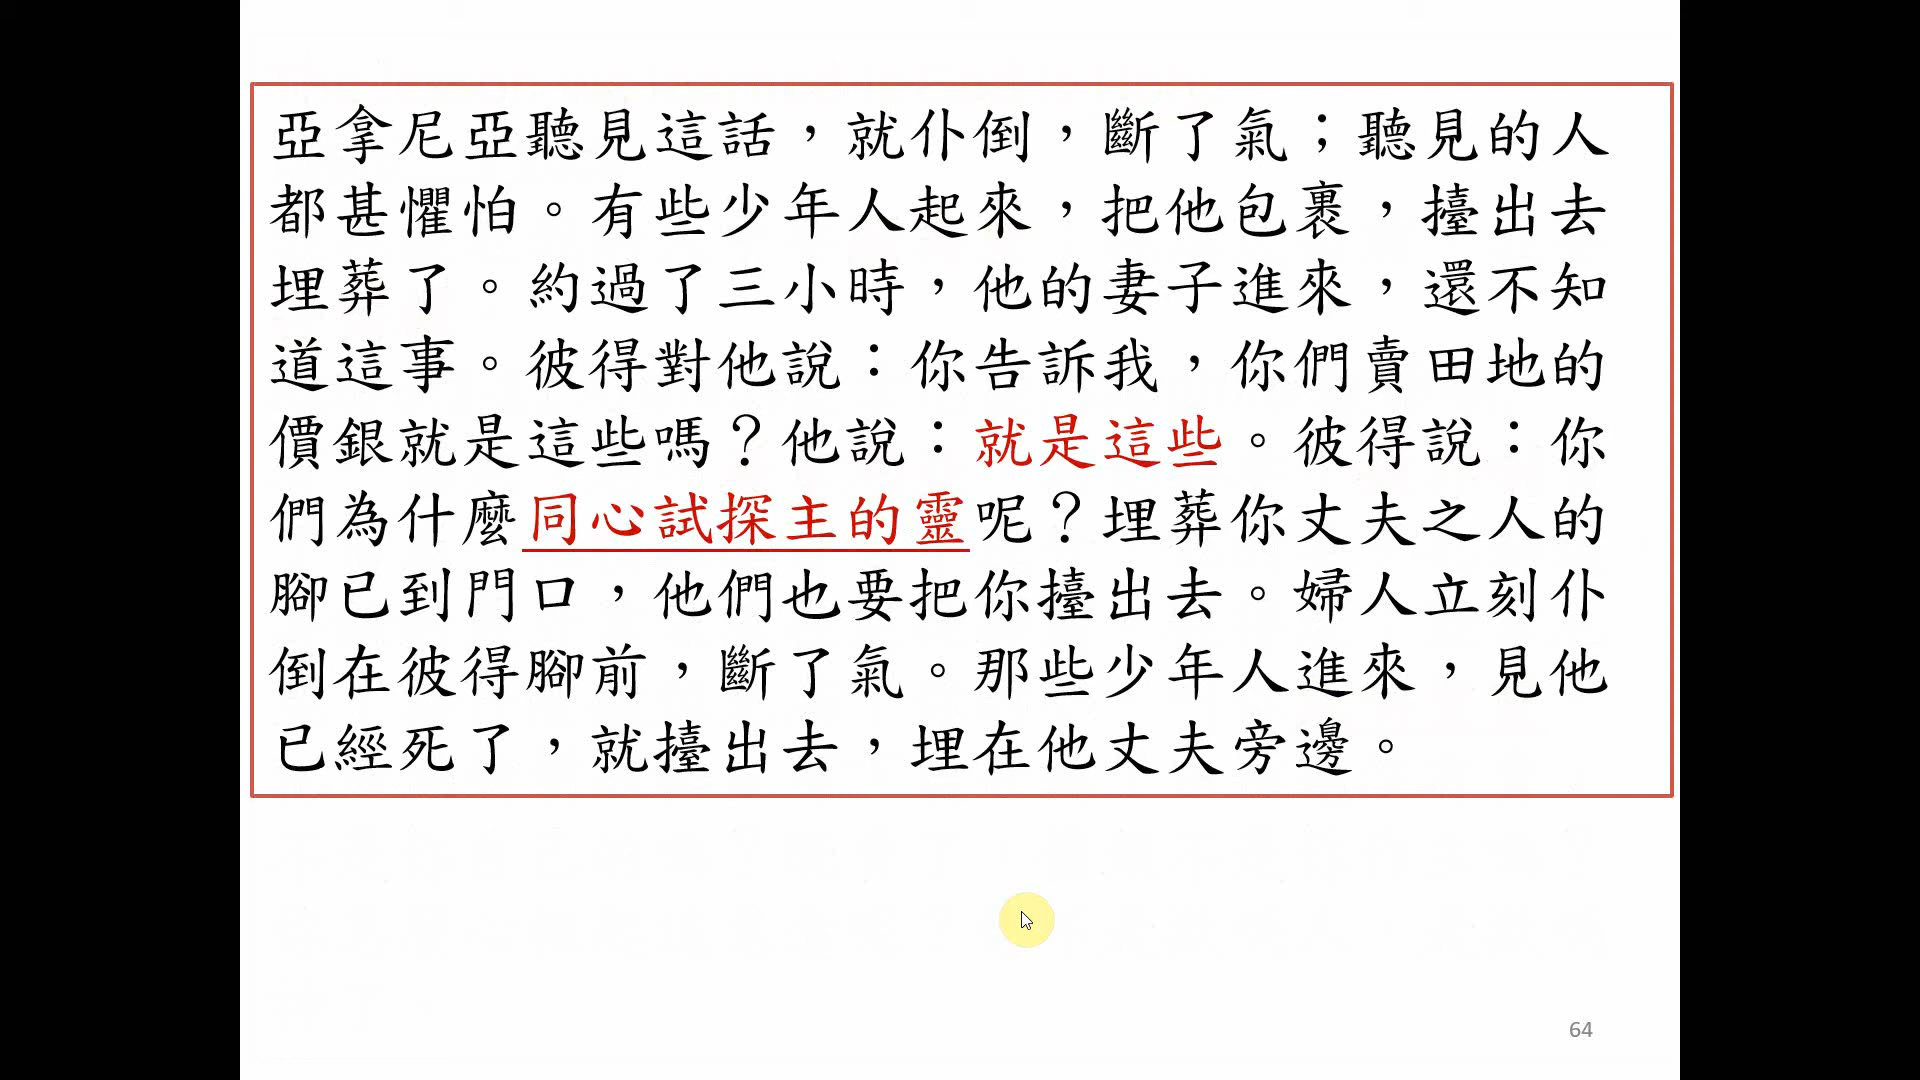 亞拿尼亞聽見這話，就仆倒，斷了氣；聽見的人
都甚懼怕。有些少年人起來，把他包裹，擡出去
埋葬了。約過了三小時，他的妻子進來，還不知
道這事。彼得對他說：你告訴我，你們賣田地的
價銀就是這些嗎？他說：就是這些。彼得說：你
們為什麼同心試探主的靈呢？埋葬你丈夫之人的
腳已到門口，他們也要把你擡出去。婦人立刻仆
倒在彼得腳前，斷了氣。那些少年人進來，見他
已經死了，就擡出去，埋在他丈夫旁邊。
64